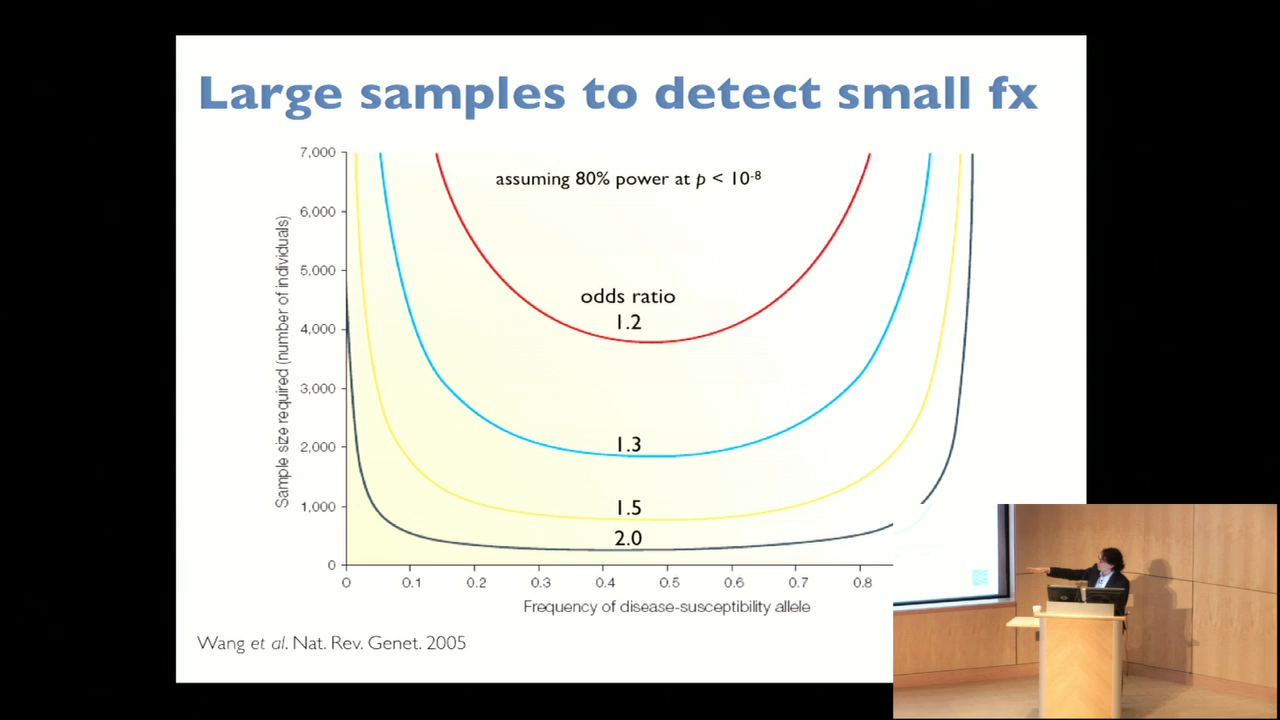 Large samples to detect small fx
7,000
assuming 80% power at p < 10-8
6,000
5,000
odds ratio
4,000
1.2
3,000
2,000
1.3
1,000
1.5
2.0
0
0 0.1 0.2 0.3 0.4 0.5 0.6 0.7 0.8
Sample size required (number of individuals)
Frequency of disease-susceptibility allele
Wang et al. Nat. Rev. Genet. 2005